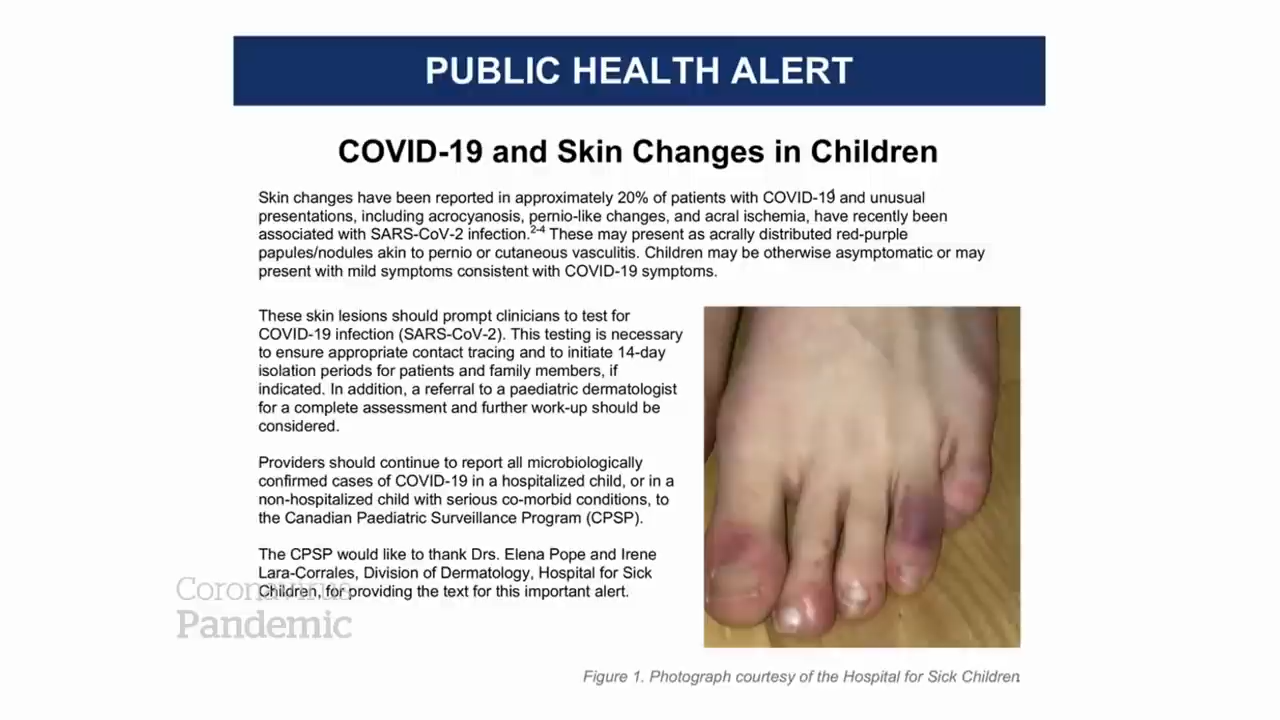 PUBLIC HEALTH ALERT
COVID-19 and Skin Changes in Children
Skin changes have been reported in approximately 20% of patients with COVID-19¹ and unusual
presentations, including acrocyanosis, pernio-like changes, and acral ischemia, have recently been
associated with SARS-CoV-2 infection.²⁻⁴ These may present as acrally distributed red-purple
papules/nodules akin to pernio or cutaneous vasculitis. Children may be otherwise asymptomatic or may
present with mild symptoms consistent with COVID-19 symptoms.
These skin lesions should prompt clinicians to test for
COVID-19 infection (SARS-CoV-2). This testing is necessary
to ensure appropriate contact tracing and to initiate 14-day
isolation periods for patients and family members, if
indicated. In addition, a referral to a paediatric dermatologist
for a complete assessment and further work-up should be
considered.
Providers should continue to report all microbiologically
confirmed cases of COVID-19 in a hospitalized child, or in a
non-hospitalized child with serious co-morbid conditions, to
the Canadian Paediatric Surveillance Program (CPSP).
The CPSP would like to thank Drs. Elena Pope and Irene
Lara-Corrales, Division of Dermatology, Hospital for Sick
Children, for providing the text for this important alert.
Coronavirus
Pandemic
Figure 1. Photograph courtesy of the Hospital for Sick Children.